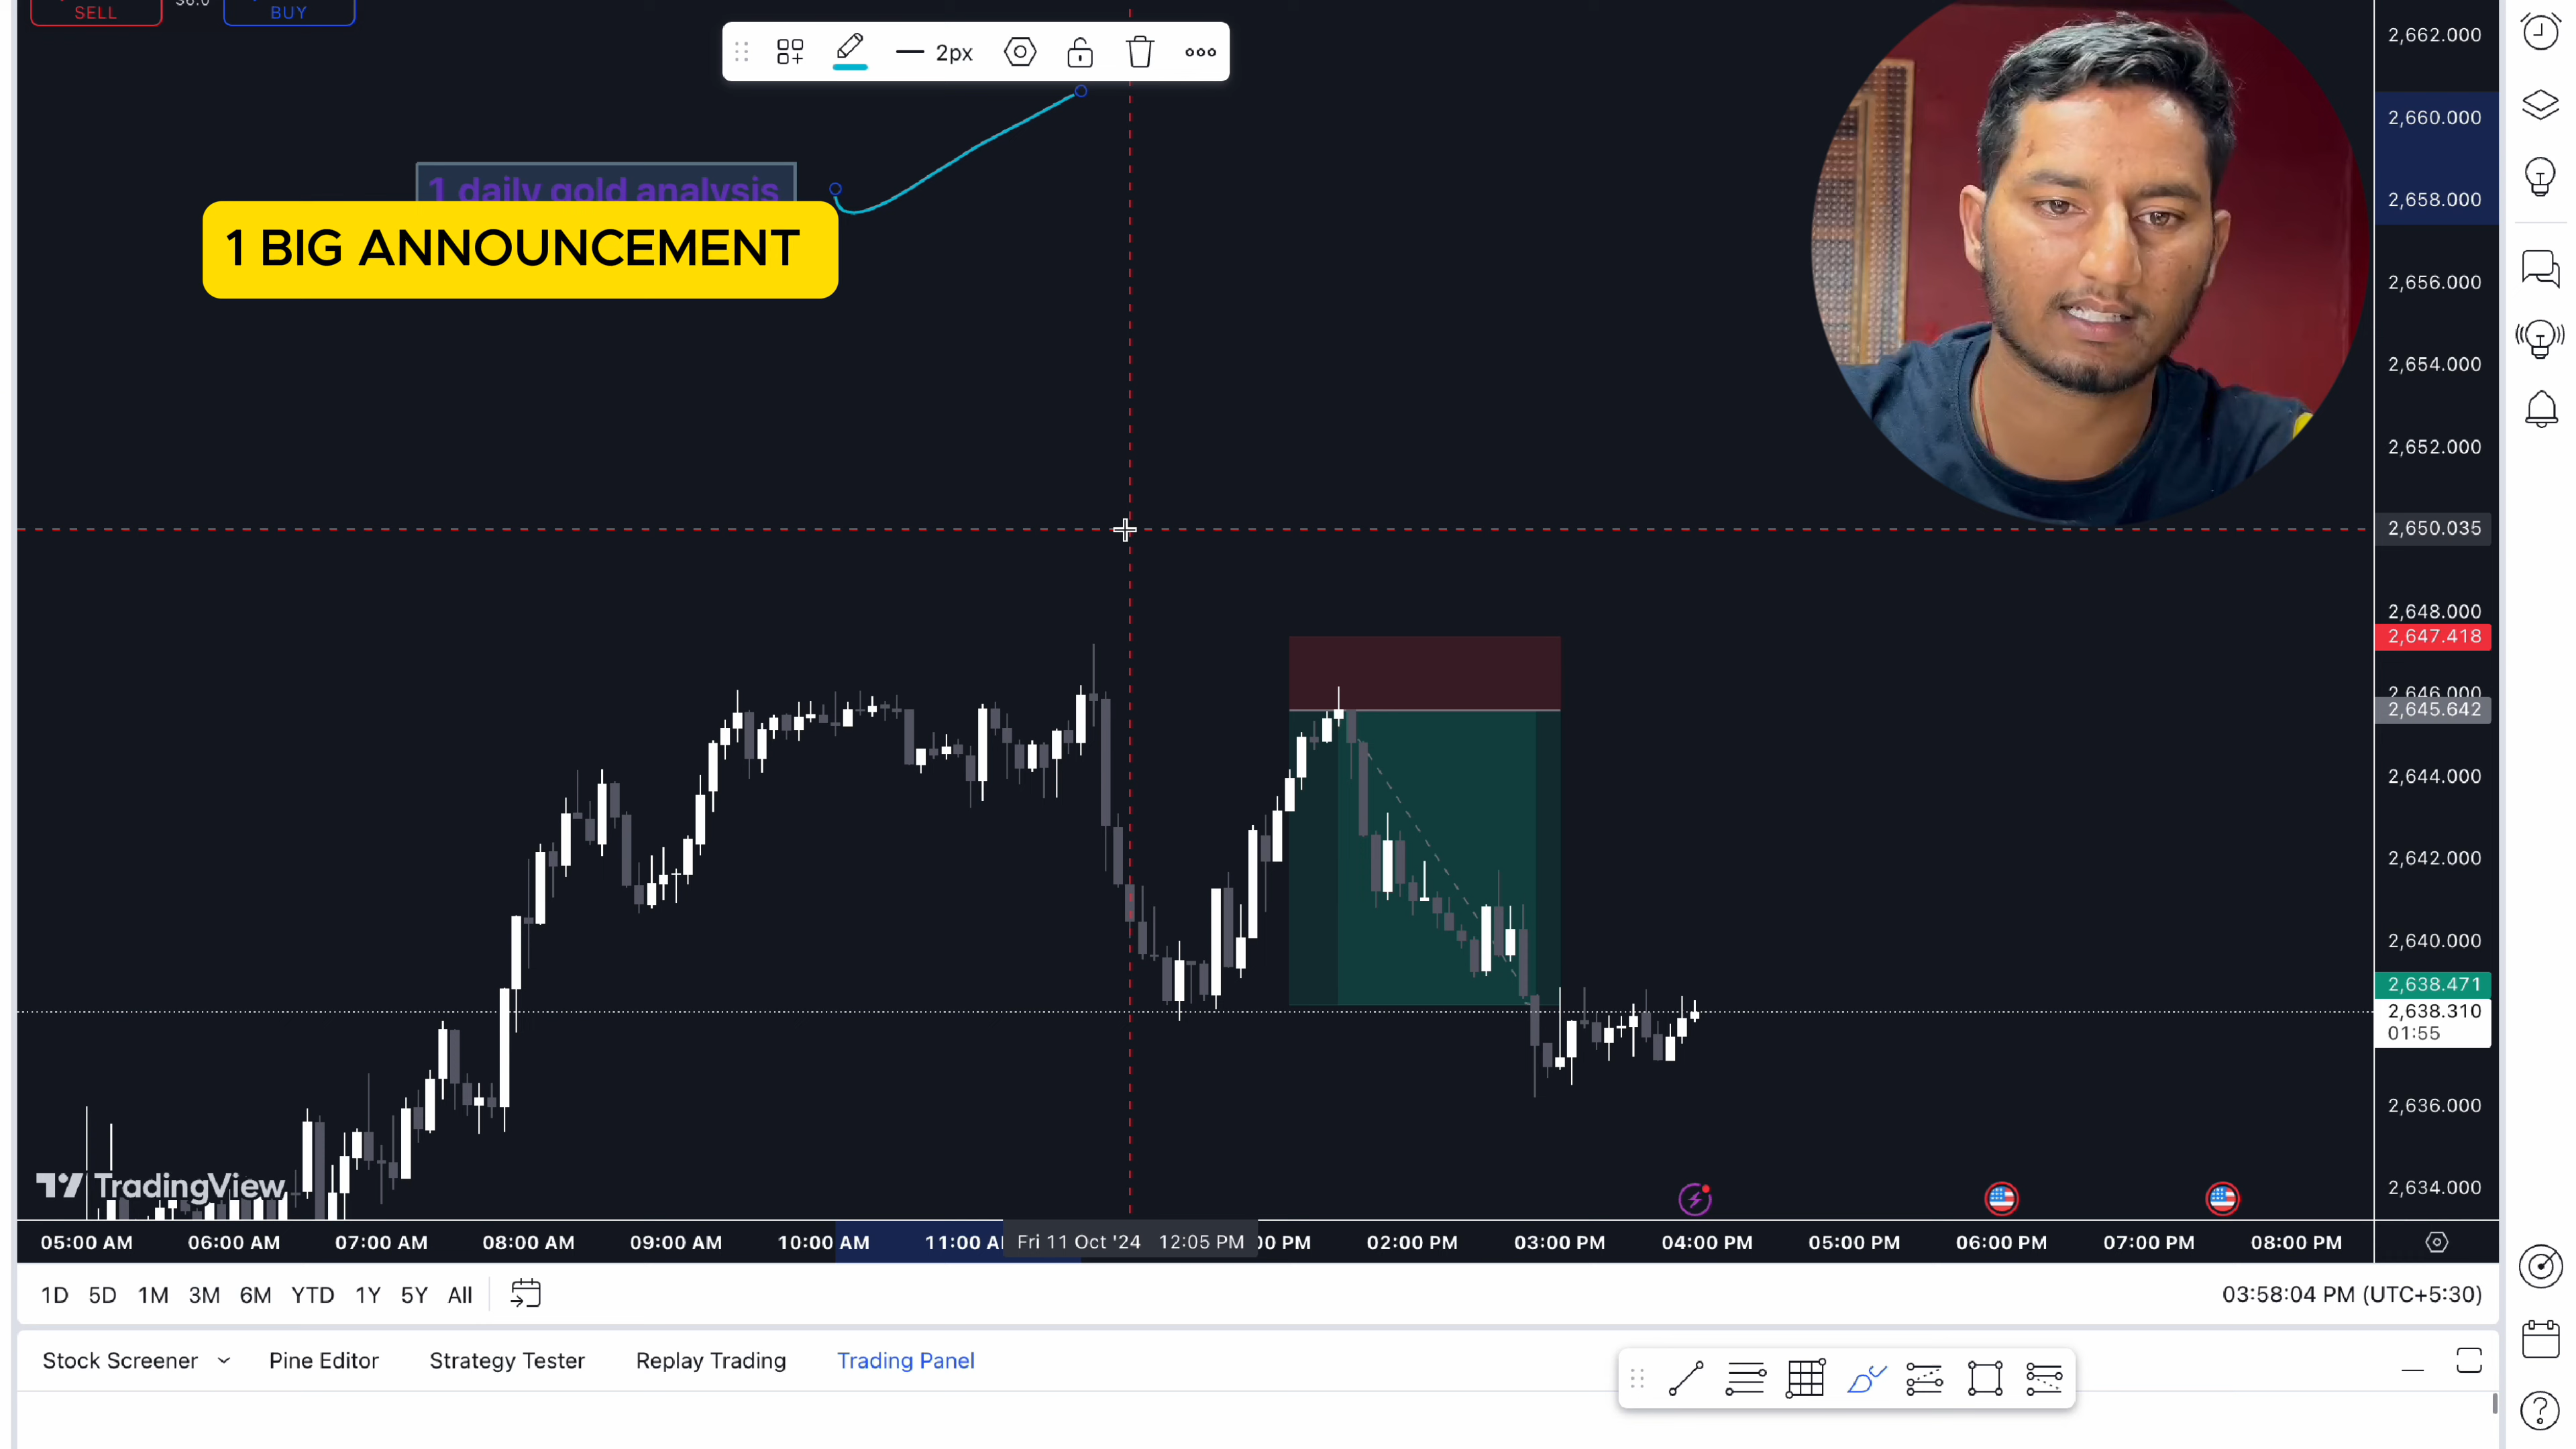 SELL
BUY
2px
1 daily gold analysis
1 BIG ANNOUNCEMENT
2,662.000
2,660.000
2,658.000
2,656.000
2,654.000
2,652.000
2,650.035
2,648.000
2,647.418
2,646.000
2,645.642
2,644.000
2,642.000
2,640.000
2,638.471
2,638.310
01:55
2,636.000
2,634.000
TradingView
05:00 AM 06:00 AM 07:00 AM 08:00 AM 09:00 AM 10:00 AM 11:00 A Fri 11 Oct '24 12:05 PM 00 PM 02:00 PM 03:00 PM 04:00 PM 05:00 PM 06:00 PM 07:00 PM 08:00 PM
1D 5D 1M 3M 6M YTD 1Y 5Y All 03:58:04 PM (UTC+5:30)
Stock Screener Pine Editor Strategy Tester Replay Trading Trading Panel